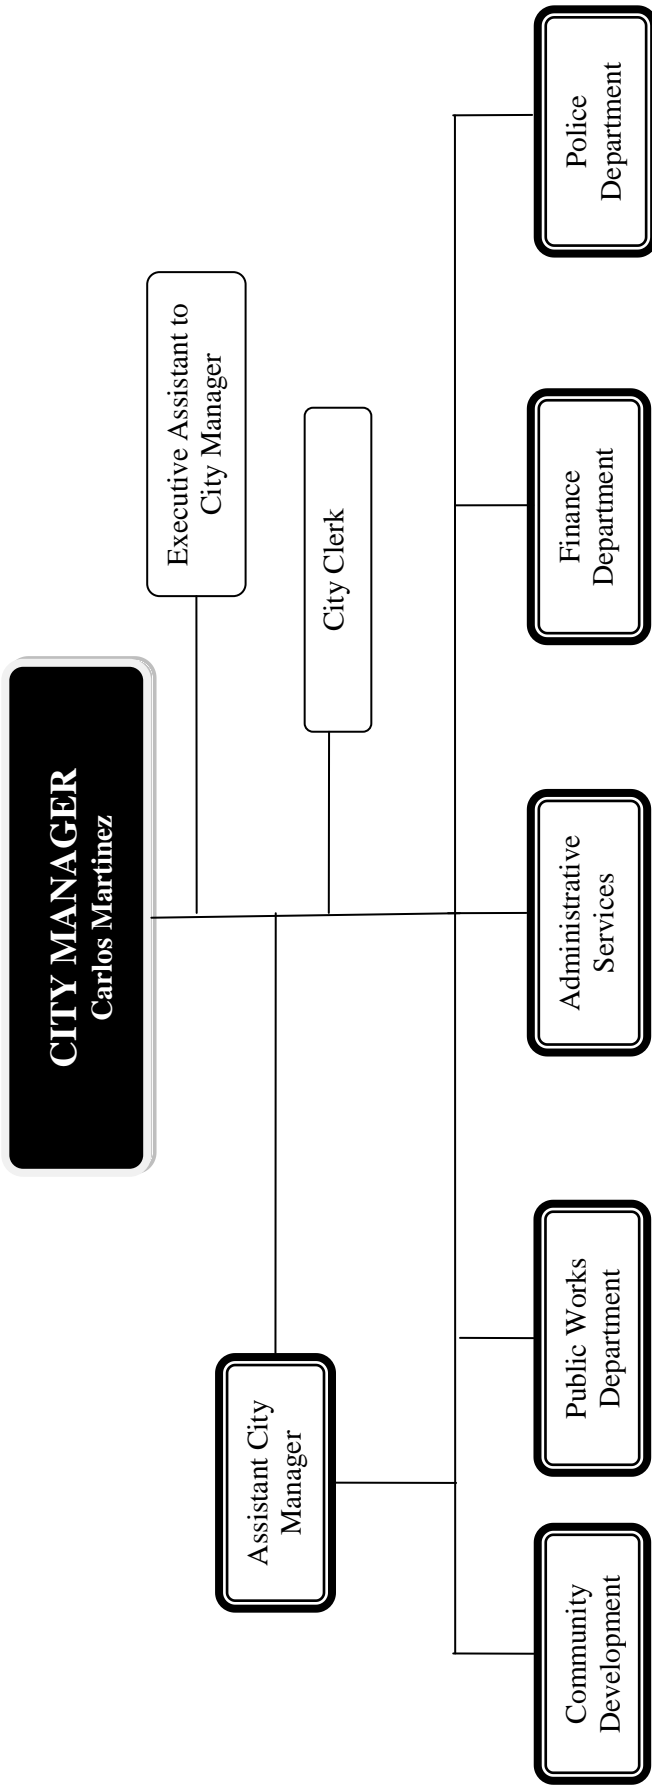 CITY MANAGER
Carlos Martinez
Executive Assistant to
City Manager
Assistant City
Manager
City Clerk
Community
Development
Public Works
Department
Administrative
Services
Finance
Department
Police
Department